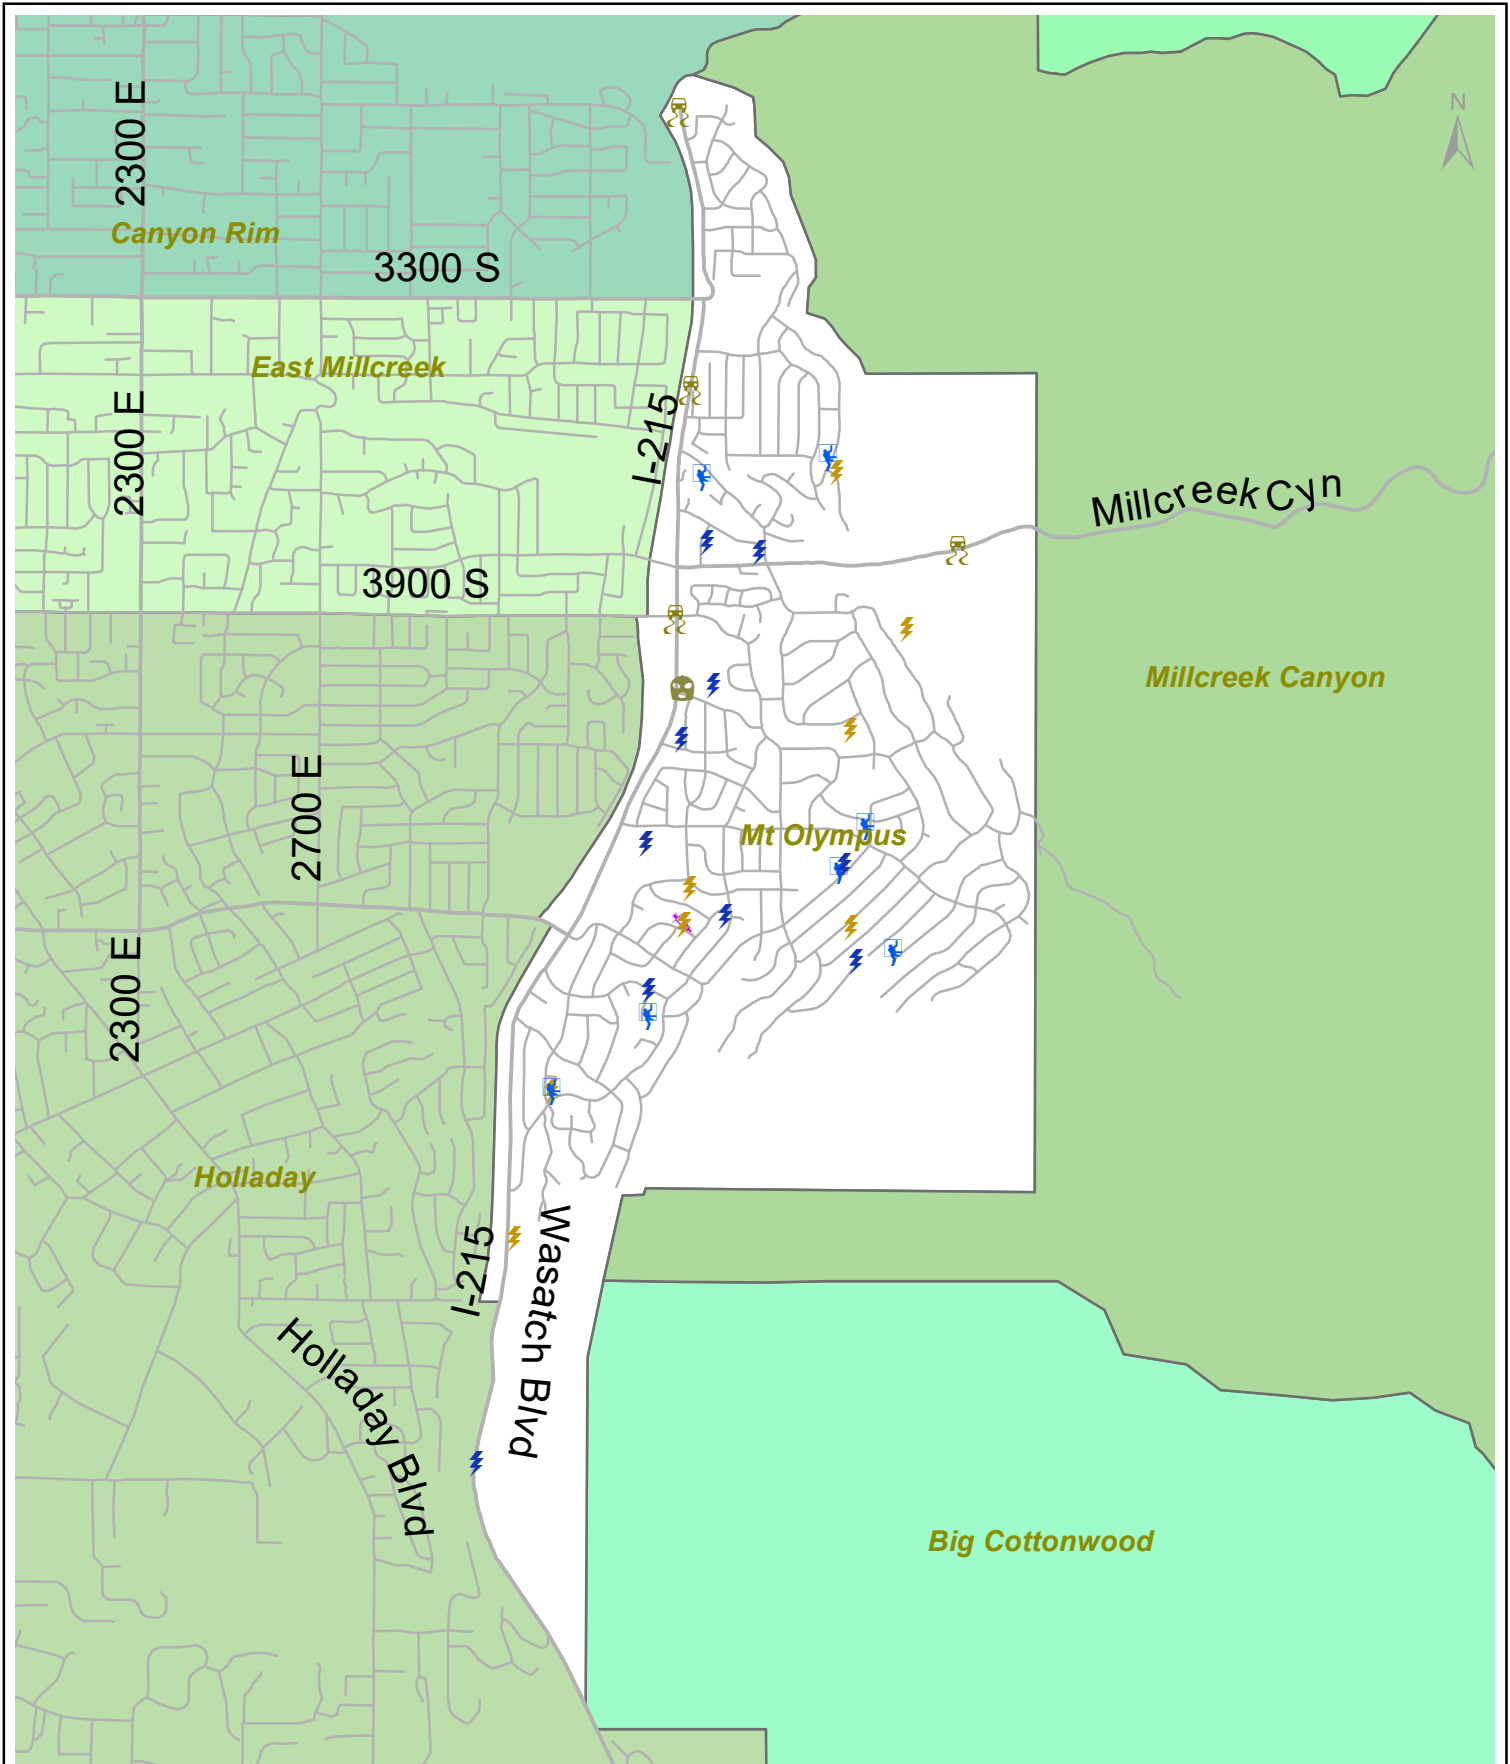 N
2300 E
Canyon Rim
3300 S
East Millcreek
2300 E
I-215
Millcreek Cyn
3900 S
Millcreek Canyon
2700 E
Mt Olympus
2300 E
Holladay
I-215
Wasatch Blvd
Holladay Blvd
Big Cottonwood